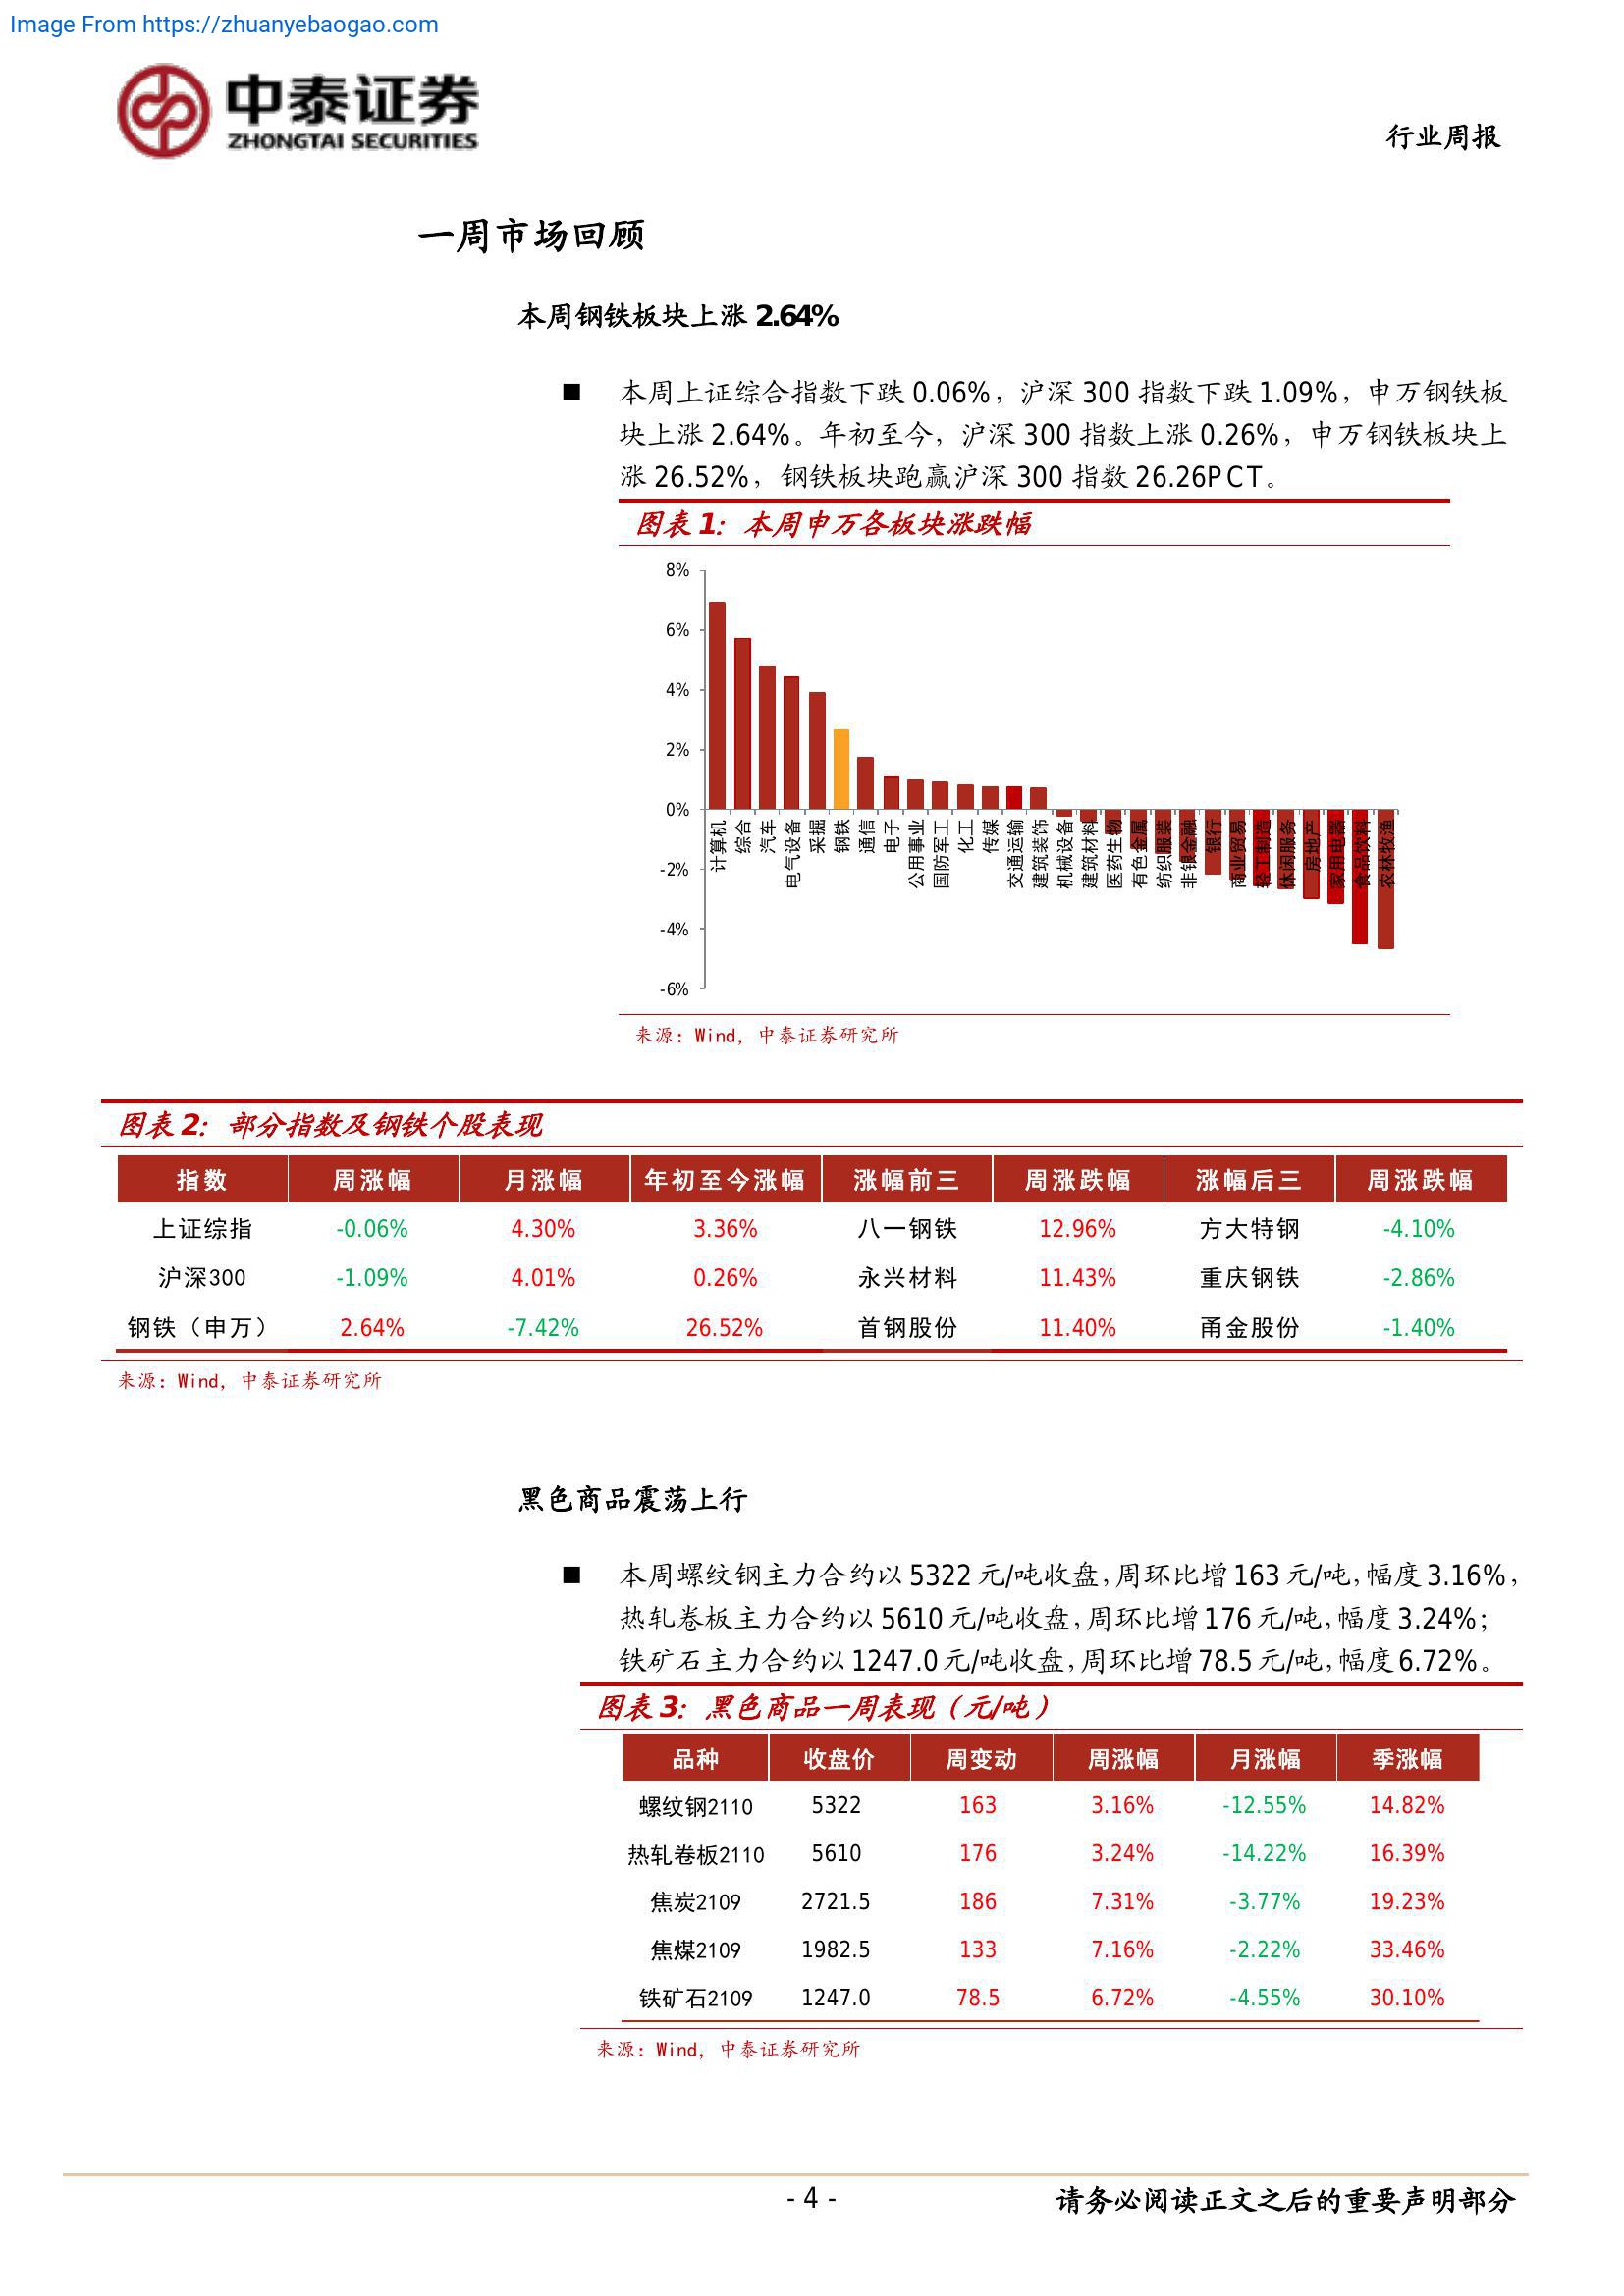 Image From https://zhuanyebaogao.com
中泰证券
ZHONGTAI SECURITIES
行业周报
一周市场回顾
本周钢铁板块上涨 2.64%
■ 本周上证综合指数下跌 0.06%，沪深 300 指数下跌 1.09%，申万钢铁板
块上涨 2.64%。年初至今，沪深 300 指数上涨 0.26%，申万钢铁板块上
涨 26.52%，钢铁板块跑赢沪深 300 指数 26.26PCT。
图表 1：本周申万各板块涨跌幅
8%
6%
4%
2%
0%
-2%
-4%
-6%
计算机 综合 汽车 电气设备 采掘 钢铁 通信 电子 公用事业 国防军工 化工 传媒 交通运输 建筑装饰 机械设备 建筑材料 医药生物 有色金属 纺织服装 非银金融 银行 商业贸易 轻工制造 休闲服务 房地产 家用电器 食品饮料 农林牧渔
来源：Wind，中泰证券研究所
图表 2：部分指数及钢铁个股表现
指数 周涨幅 月涨幅 年初至今涨幅 涨幅前三 周涨跌幅 涨幅后三 周涨跌幅
上证综指 -0.06% 4.30% 3.36% 八一钢铁 12.96% 方大特钢 -4.10%
沪深300 -1.09% 4.01% 0.26% 永兴材料 11.43% 重庆钢铁 -2.86%
钢铁（申万） 2.64% -7.42% 26.52% 首钢股份 11.40% 甬金股份 -1.40%
来源：Wind，中泰证券研究所
黑色商品震荡上行
■ 本周螺纹钢主力合约以 5322 元/吨收盘，周环比增 163 元/吨，幅度 3.16%，
热轧卷板主力合约以 5610 元/吨收盘，周环比增 176 元/吨，幅度 3.24%；
铁矿石主力合约以 1247.0 元/吨收盘，周环比增 78.5 元/吨，幅度 6.72%。
图表 3：黑色商品一周表现（元/吨）
品种 收盘价 周变动 周涨幅 月涨幅 季涨幅
螺纹钢2110 5322 163 3.16% -12.55% 14.82%
热轧卷板2110 5610 176 3.24% -14.22% 16.39%
焦炭2109 2721.5 186 7.31% -3.77% 19.23%
焦煤2109 1982.5 133 7.16% -2.22% 33.46%
铁矿石2109 1247.0 78.5 6.72% -4.55% 30.10%
来源：Wind，中泰证券研究所
- 4 -
请务必阅读正文之后的重要声明部分